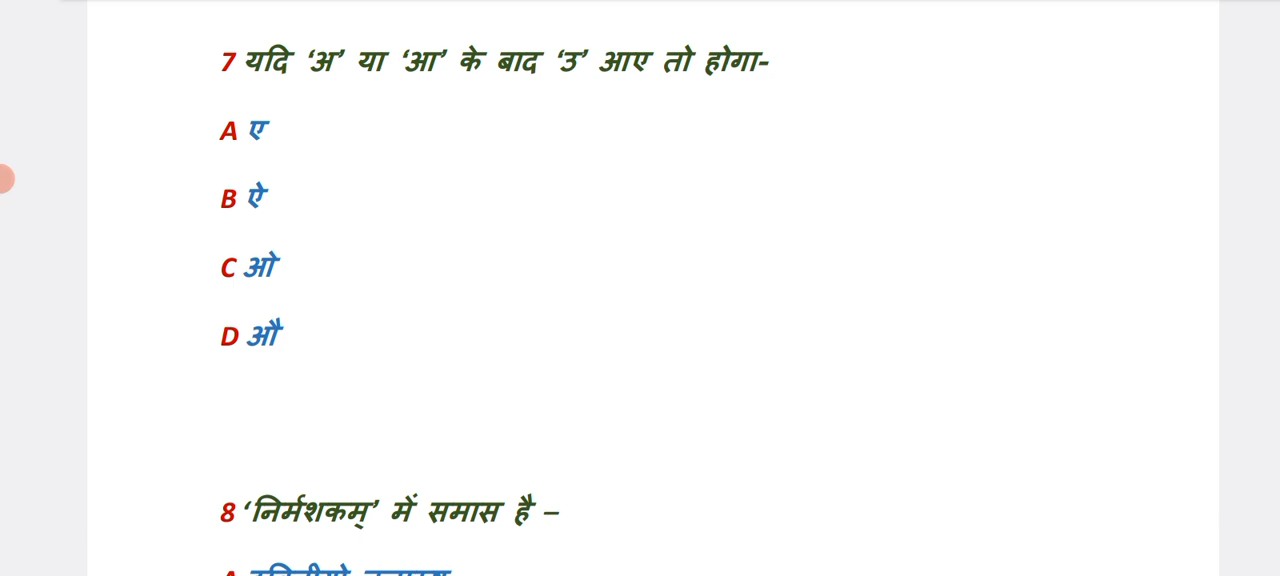 7 यदि ‘अ’ या ‘आ’ के बाद ‘उ’ आए तो होगा-
A ए
B ऐ
C ओ
D औ
8 ‘निर्मशकम्’ में समास है –